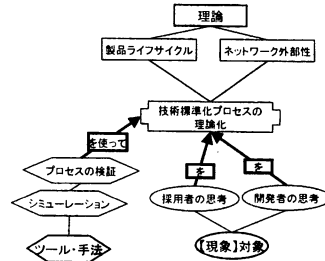 理論
製品ライフサイクル
ネットワーク外部性
技術標準化プロセスの
理論化
を使って
を
を
プロセスの検証
採用者の思考
開発者の思考
シミューレーション
ツール・手法
【現象】対象